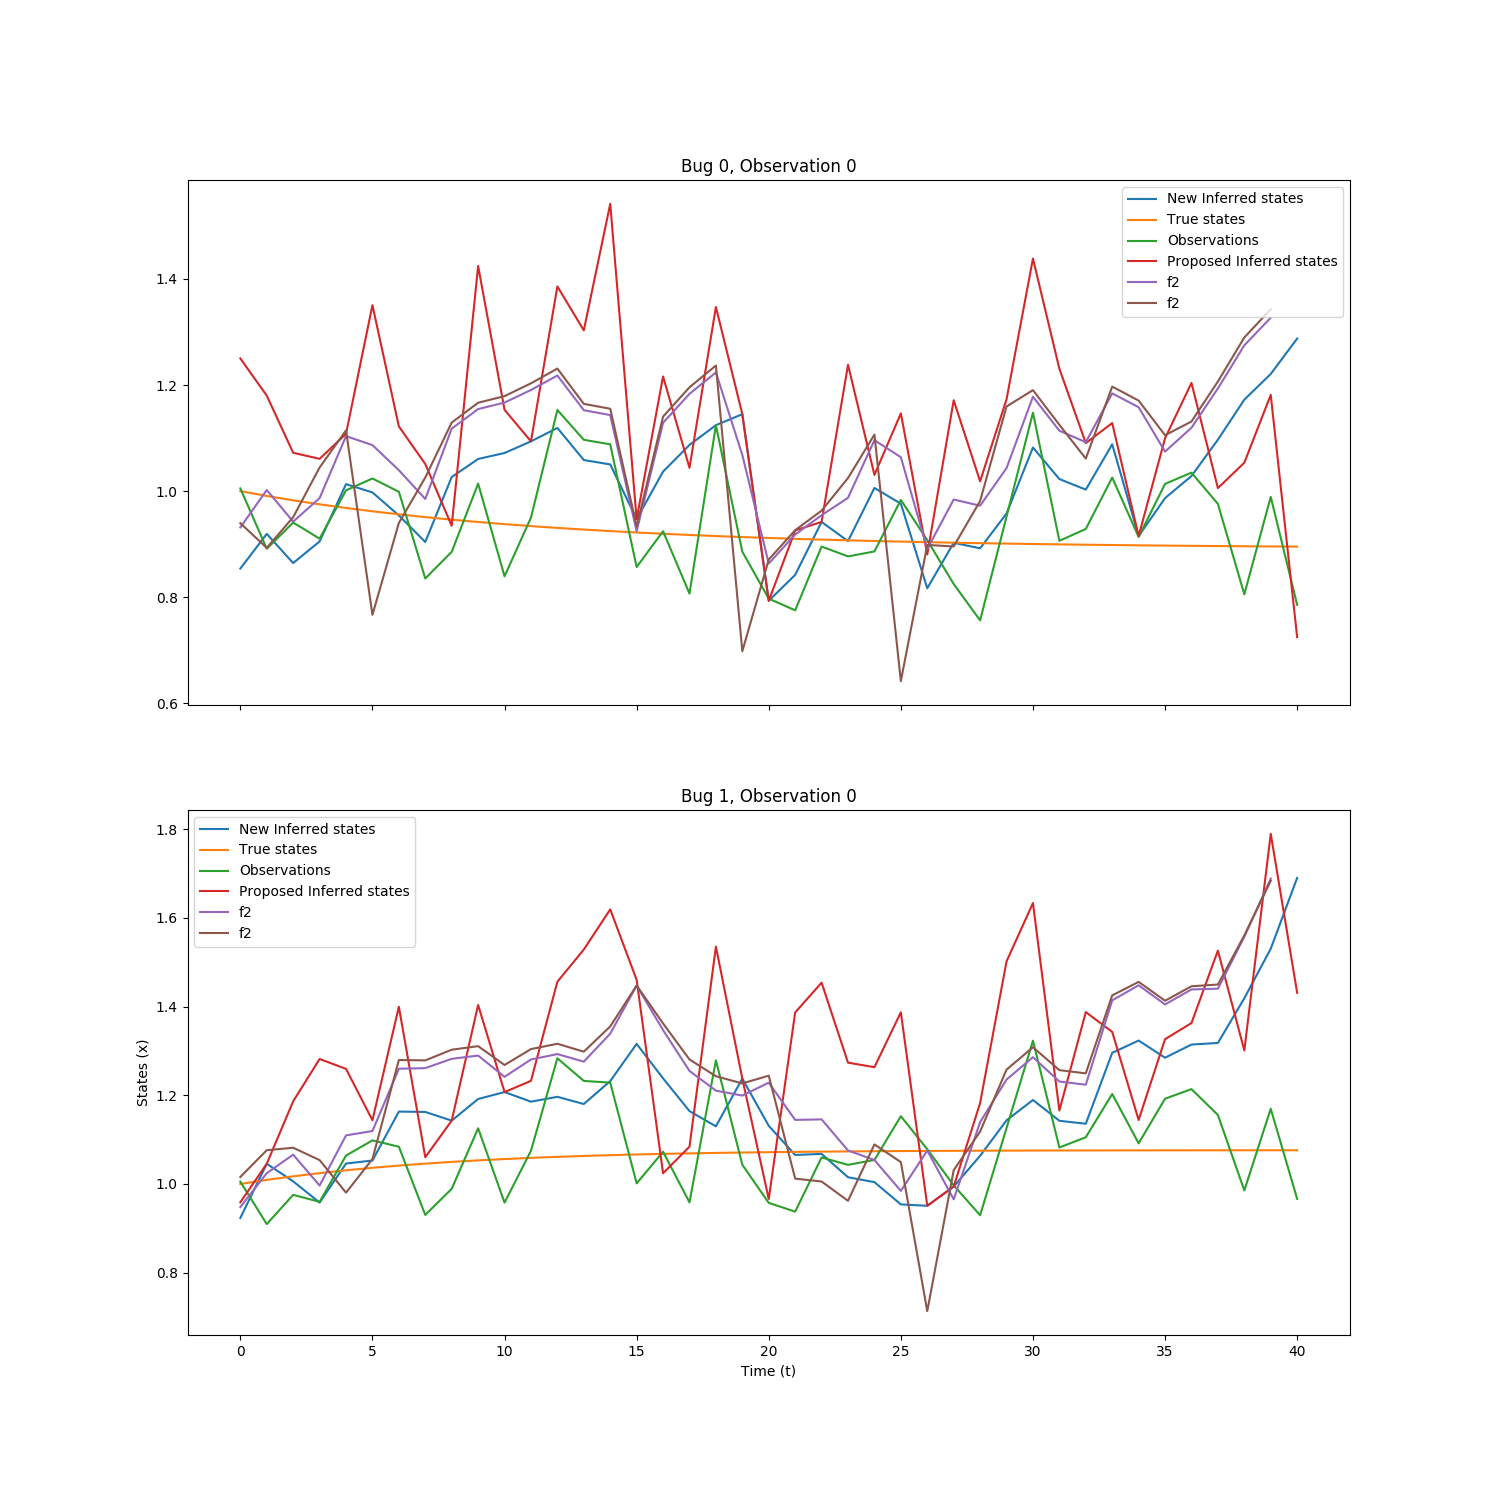 Bug 0, Observation 0
New Inferred states
True states
Observations
Proposed Inferred states
f2
f2
1.4
1.2
1.0
0.8
0.6
Bug 1, Observation 0
New Inferred states
True states
Observations
Proposed Inferred states
f2
f2
1.8
1.6
1.4
1.2
1.0
0.8
States (x)
0 5 10 15 20 25 30 35 40
Time (t)